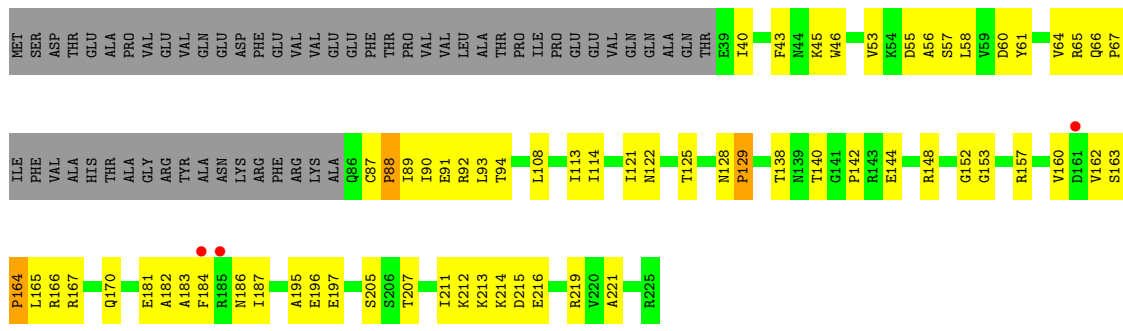 MET SER ASP THR GLU ALA PRO VAL GLU VAL GLN GLU ASP PHE GLU VAL VAL GLU GLU PHE THR PRO VAL VAL LEU ALA THR PRO ILE PRO GLU GLU VAL GLN GLN ALA GLN THR E39 I40 F43 N44 K45 W46 V53 K54 D55 A56 S57 L58 V59 D60 Y61 V64 R65 Q66 P67
ILE PHE VAL ALA HIS THR ALA GLY ARG TYR ALA ASN LYS ARG PHE ARG LYS ALA Q86 C87 P88 I89 I90 E91 R92 L93 T94 L108 I113 I114 I121 N122 T125 N128 P129 T138 N139 T140 G141 P142 R143 E144 R148 G152 G153 R157 V160 D161 V162 S163
P164 L165 R166 R167 Q170 E181 A182 A183 F184 R185 N186 I187 A195 E196 E197 S205 S206 T207 I211 K212 K213 K214 D215 E216 R219 V220 A221 R225